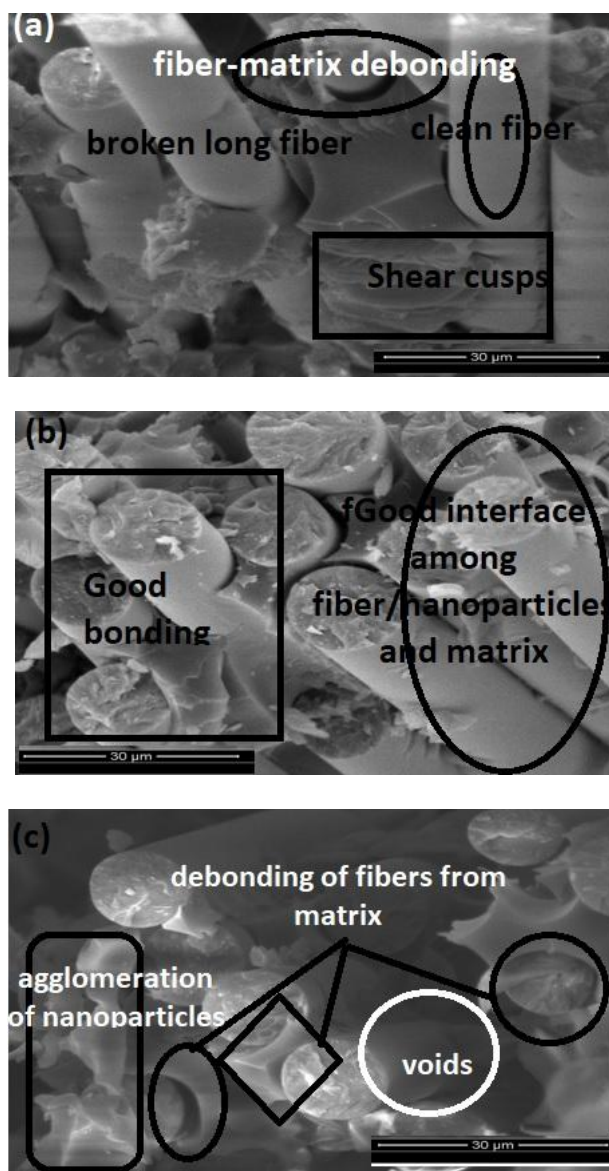 (a)
fiber-matrix debonding
broken long fiber
clean fiber
Shear cusps
30 µm
(b)
fGood interface
among
fiber/nanoparticles
and matrix
Good
bonding
30 µm
(c)
debonding of fibers from
matrix
agglomeration
of nanoparticles
voids
30 µm